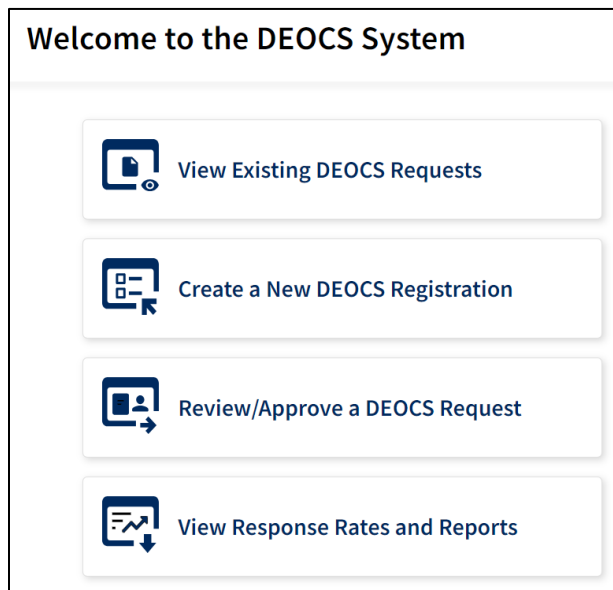 Welcome to the DEOCS System
View Existing DEOCS Requests
Create a New DEOCS Registration
Review/Approve a DEOCS Request
View Response Rates and Reports